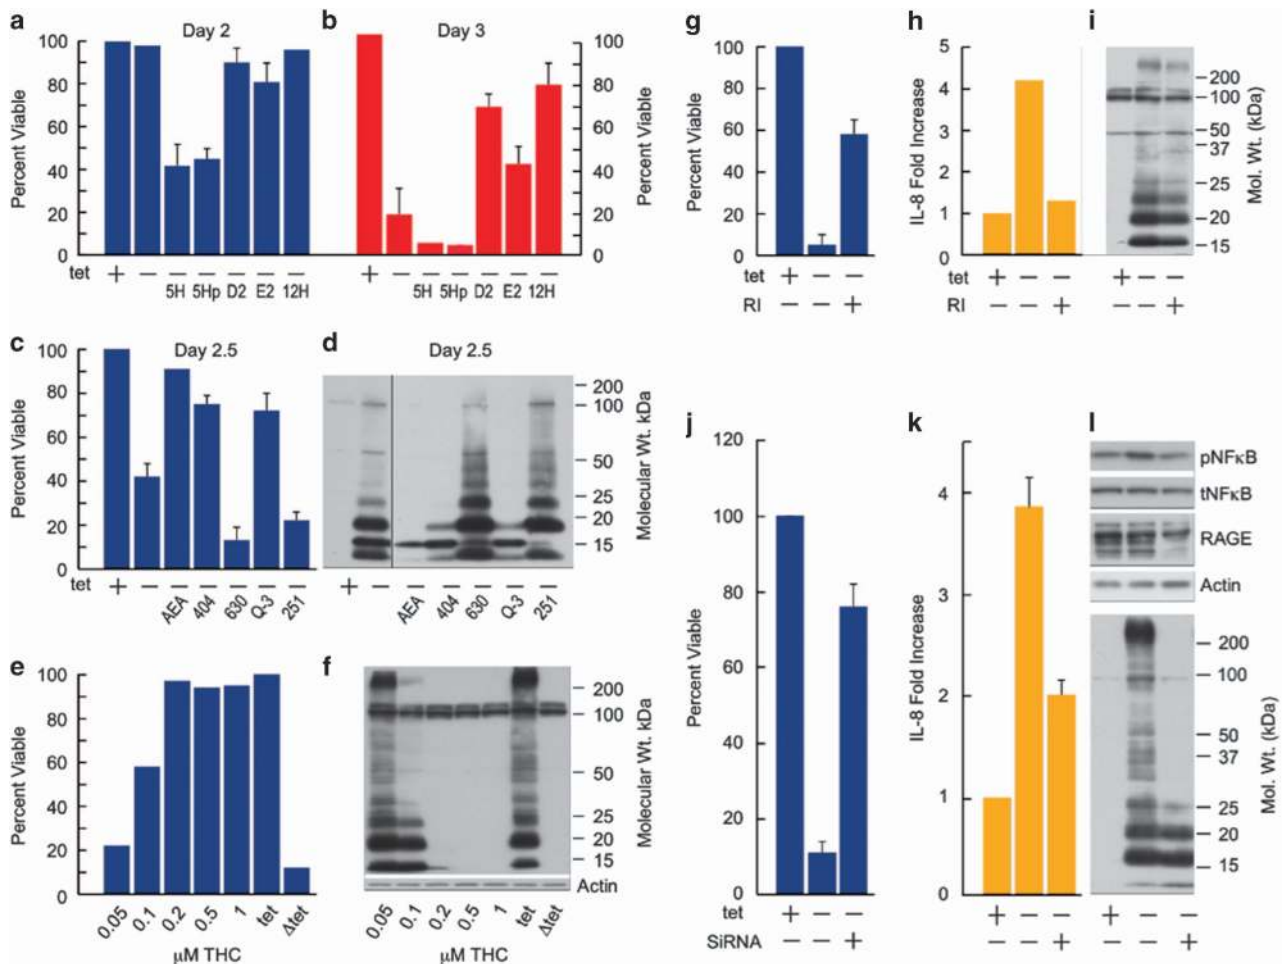 a
Day 2
Percent Viable
100
80
60
40
20
0
tet
+ − − − − − −
5H 5Hp D2 E2 12H
b
Day 3
100
80
60
40
20
0
Percent Viable
+ − − − − − −
5H 5Hp D2 E2 12H
c
Day 2.5
Percent Viable
100
80
60
40
20
0
tet
+ − − − − − −
AEA 404 630 Q-3 251
d
Day 2.5
200
100
50
25
20
15
Molecular Wt. kDa
+ − − − − − −
AEA 404 630 Q-3 251
e
Percent Viable
100
80
60
40
20
0
0.05 0.1 0.2 0.5 1 tet Δtet
μM THC
f
200
100
50
25
20
15
Molecular Wt. kDa
Actin
0.05 0.1 0.2 0.5 1 tet Δtet
μM THC
g
Percent Viable
100
80
60
40
20
0
tet + − −
RI − − +
h
IL-8 Fold Increase
5
4
3
2
1
0
+ − −
− − +
i
200
100
50
37
25
20
15
Mol. Wt. (kDa)
+ − −
− − +
j
Percent Viable
120
100
80
60
40
20
0
tet + − −
SiRNA − − +
k
IL-8 Fold Increase
4
3
2
1
0
+ − −
− − +
l
pNFκB
tNFκB
RAGE
Actin
200
100
50
37
25
20
15
Mol. Wt. (kDa)
+ − −
− − +